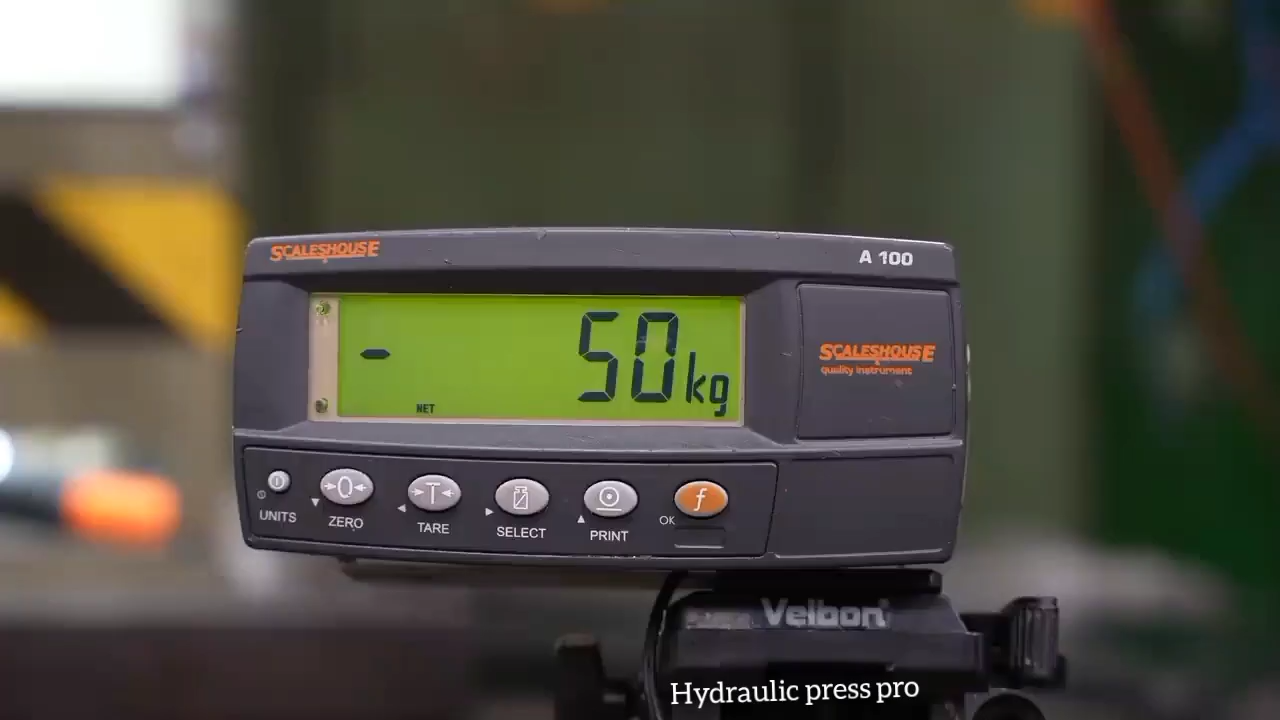 SCALESHOUSE
A 100
- 50 kg
NET
SCALESHOUSE
quality instrument
UNITS
ZERO
TARE
SELECT
PRINT
OK
f
Velbon
Hydraulic press pro